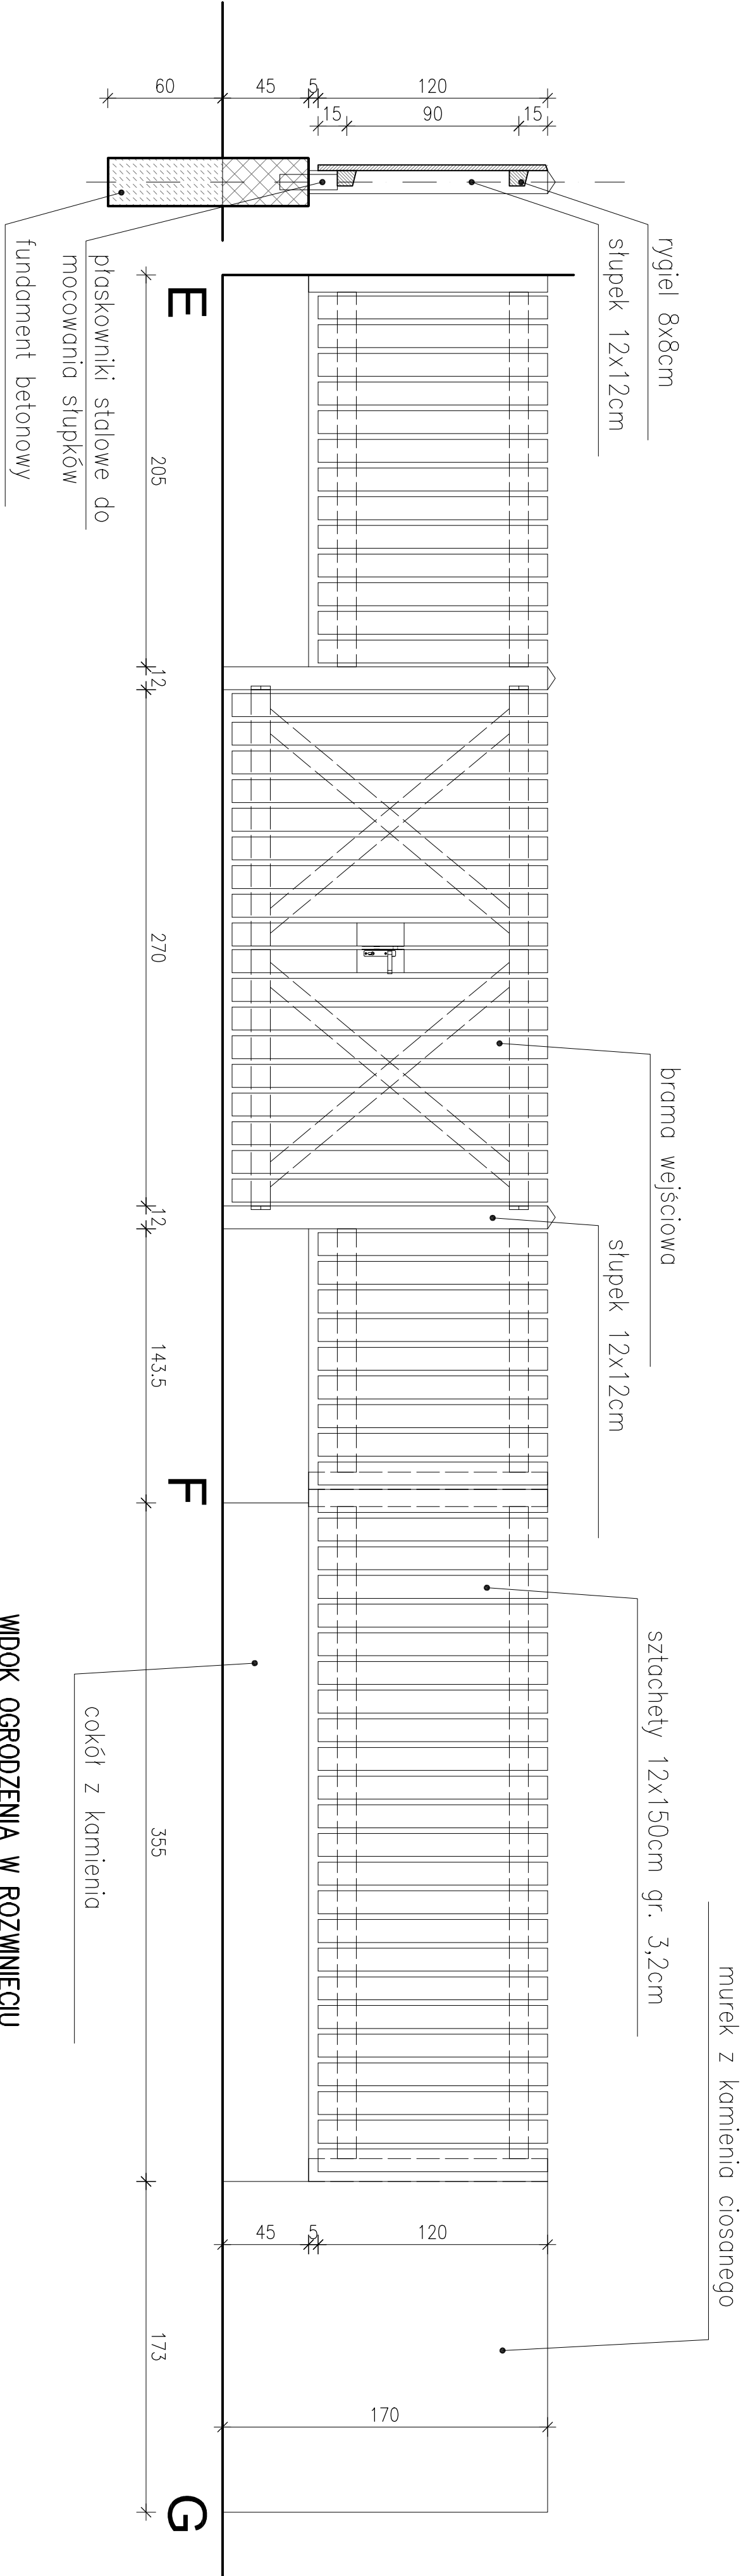 murek z kamienia ciosanego
rygiel 8x8cm
brama wejściowa
sztachety 12x150cm gr. 3,2cm
słupek 12x12cm
słupek 12x12cm
120
15
90
15
5
45
60
120
5
45
170
E
F
G
205
12
270
12
143.5
355
173
płaskowniki stalowe do
mocowania słupków
cokół z kamienia
fundament betonowy
WIDOK OGRODZENIA W ROZWINIECIU